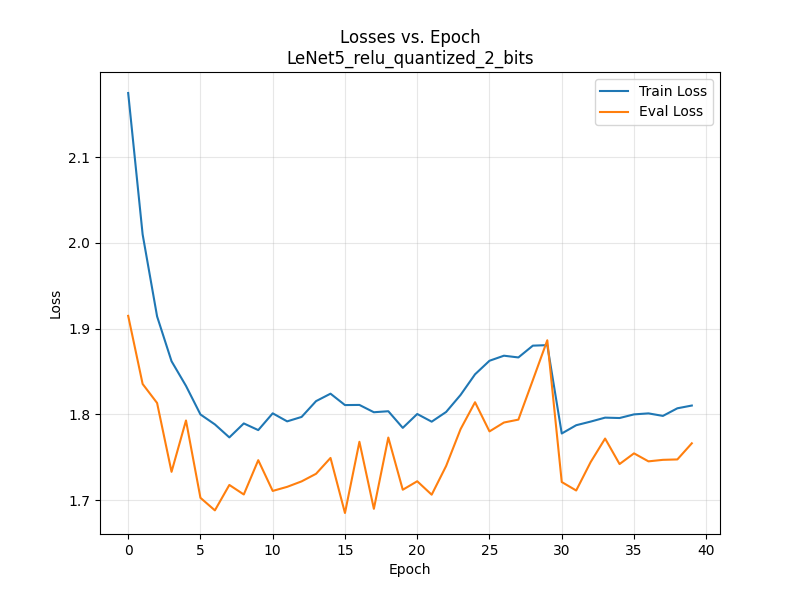 Losses vs. Epoch
LeNet5_relu_quantized_2_bits
Train Loss
Eval Loss
2.1
2.0
1.9
1.8
1.7
Loss
0 5 10 15 20 25 30 35 40
Epoch